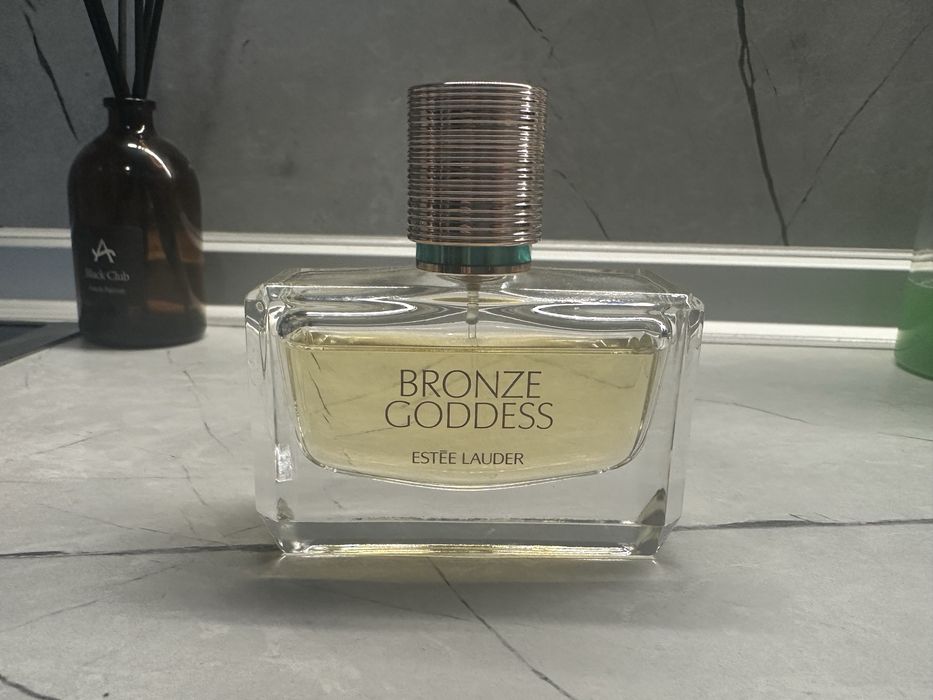 Black Club
BRONZE
GODDESS
ESTĒE LAUDER